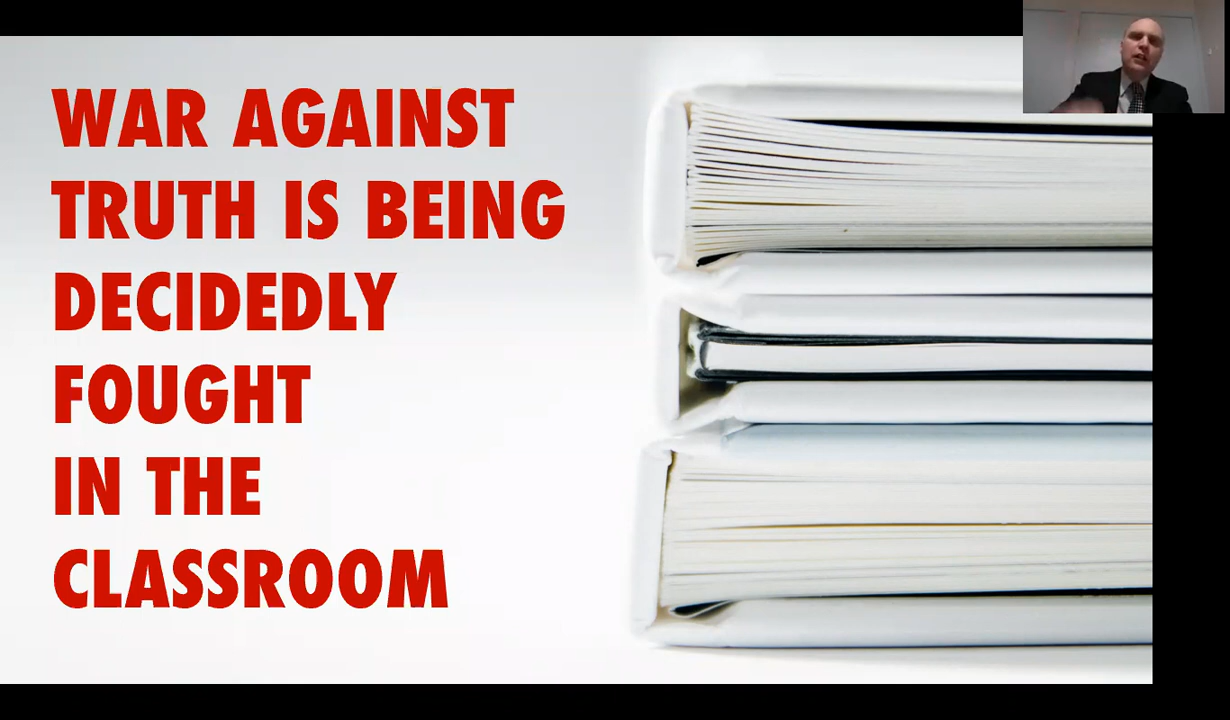 WAR AGAINST
TRUTH IS BEING
DECIDEDLY
FOUGHT
IN THE
CLASSROOM